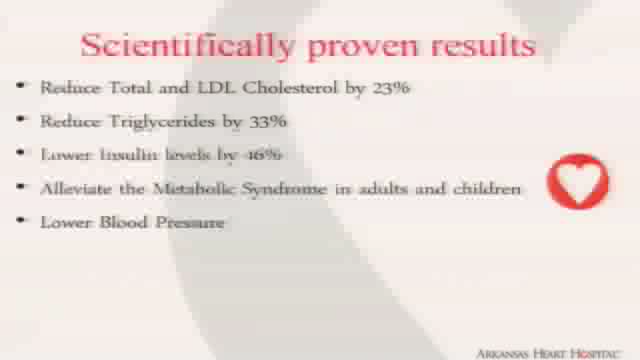 Scientifically proven results
• Reduce Total and LDL Cholesterol by 23%
• Reduce Triglycerides by 33%
• Lower Insulin levels by 46%
• Alleviate the Metabolic Syndrome in adults and children
• Lower Blood Pressure
ARKANSAS HEART HOSPITAL